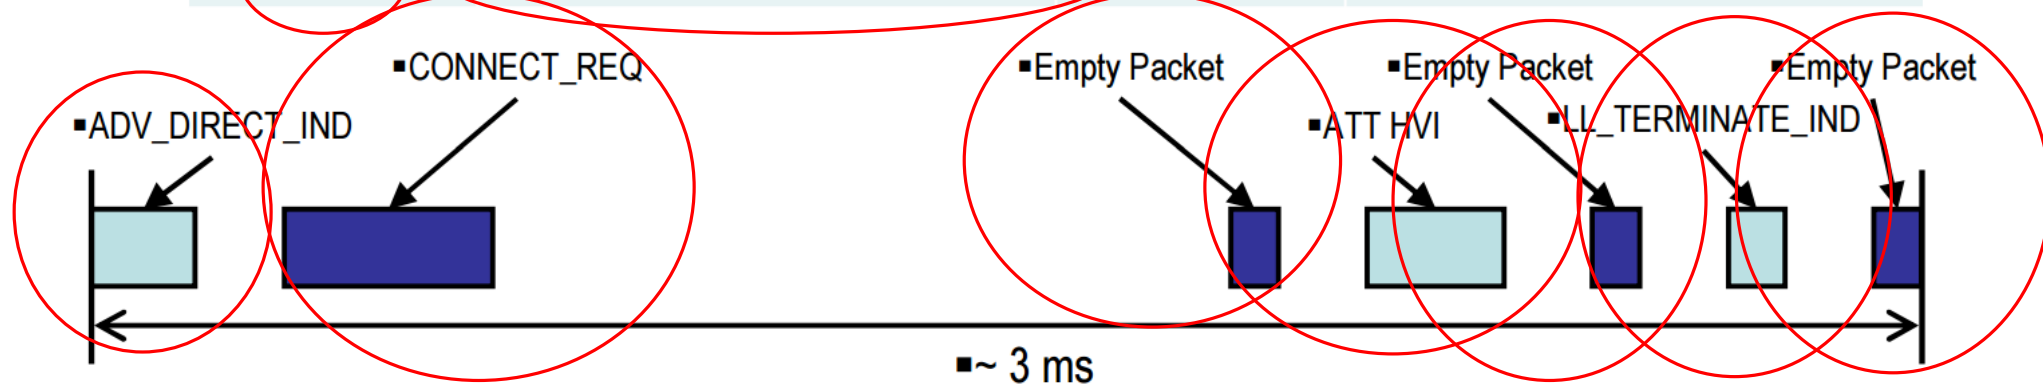 ▪CONNECT_REQ
▪Empty Packet
▪Empty Packet
▪Empty Packet
▪ADV_DIRECT_IND
▪ATT HVI
▪LL_TERMINATE_IND
▪~ 3 ms